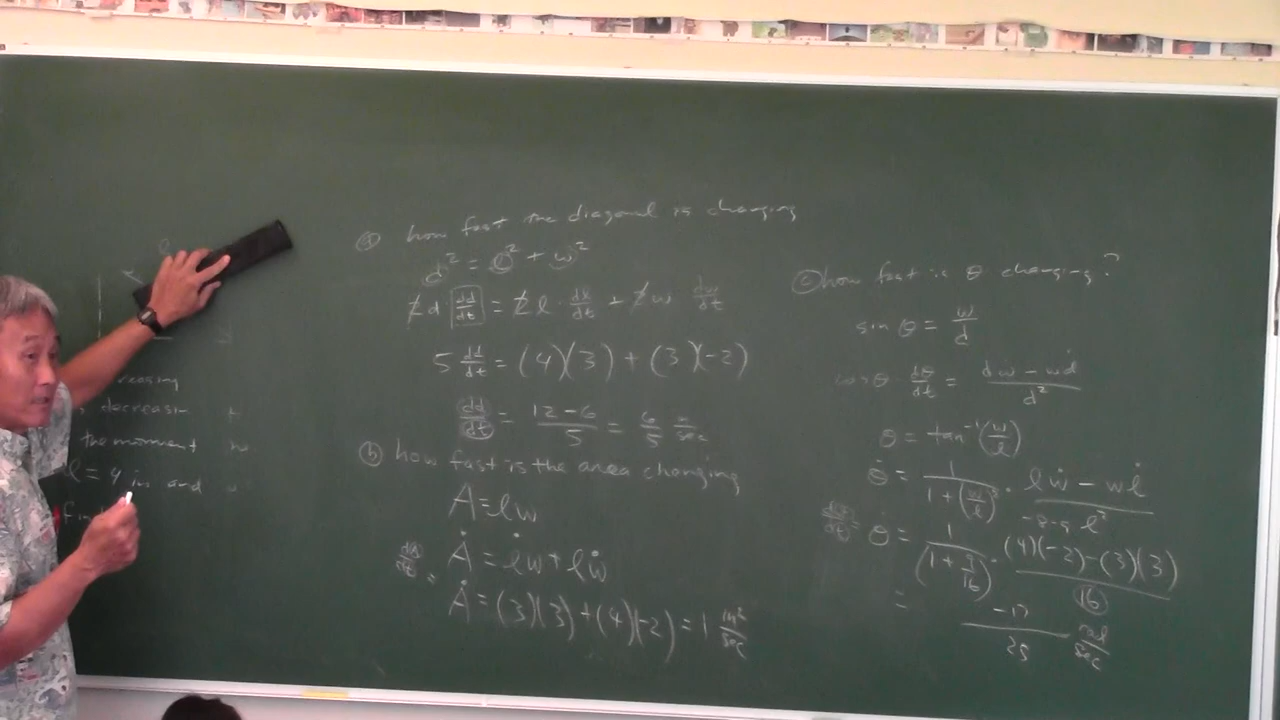 l
decreasin
the moment
l = 4 in and
ⓐ how fast the diagonal is changing
d² = l² + w²
2d dd/dt = 2l · dl/dt + 2w dw/dt
5 dd/dt = (4)(3) + (3)(-2)
dd/dt = 12-6/5 = 6/5 in/sec
ⓑ how fast is the area changing
A = lw
dA/dt = Ȧ = l̇w + lẇ
Ȧ = (3)(3) + (4)(-2) = 1 in²/sec
ⓒ how fast is θ changing?
sin θ = w/d
cos θ dθ/dt = dẇ - wḋ/d²
θ = tan⁻¹(w/l)
θ̇ = 1/1+(w/l)² · lẇ - wl̇/l²
-8-9
dθ/dt θ̇ = 1/(1+9/16) · (4)(-2)-(3)(3)/16
= -17/25 rad/sec